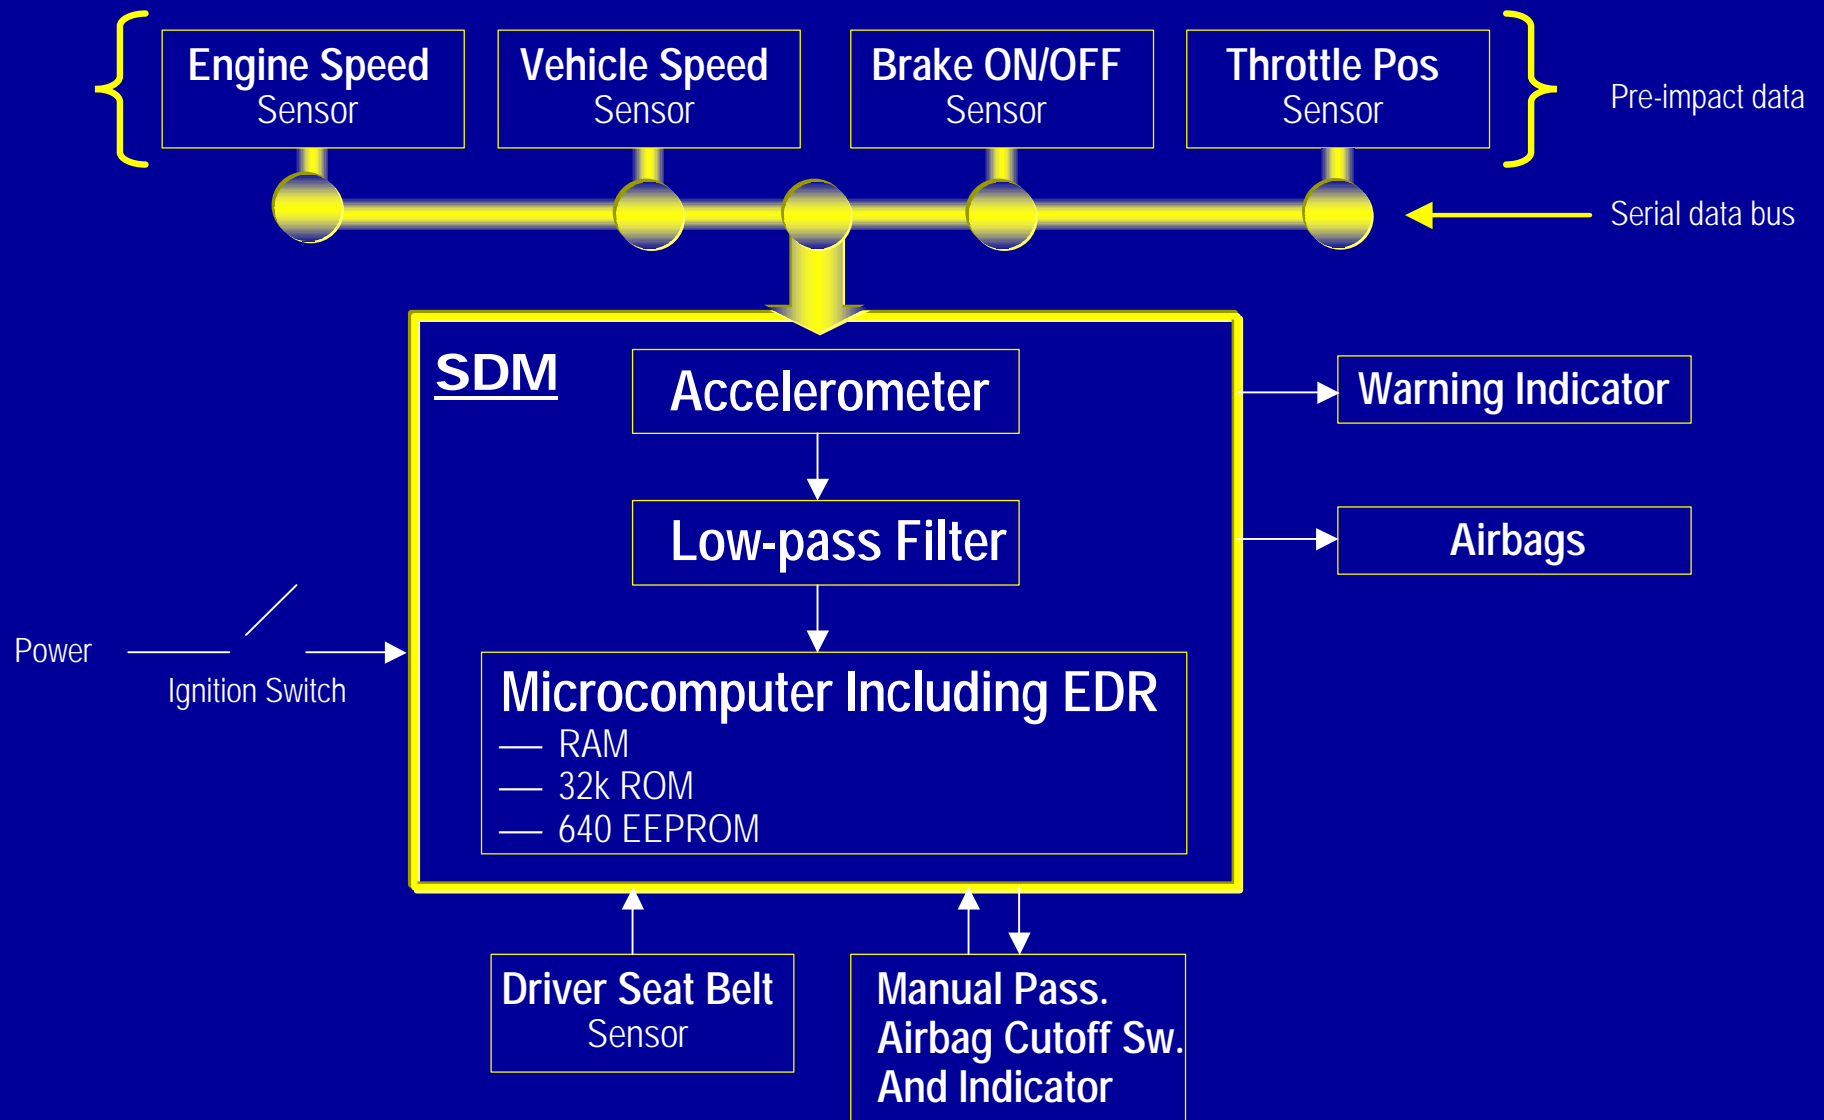 Engine Speed
Sensor
Vehicle Speed
Sensor
Brake ON/OFF
Sensor
Throttle Pos
Sensor
Pre-impact data
Serial data bus
SDM
Accelerometer
Warning Indicator
Low-pass Filter
Airbags
Power
Ignition Switch
Microcomputer Including EDR
— RAM
— 32k ROM
— 640 EEPROM
Driver Seat Belt
Sensor
Manual Pass.
Airbag Cutoff Sw.
And Indicator